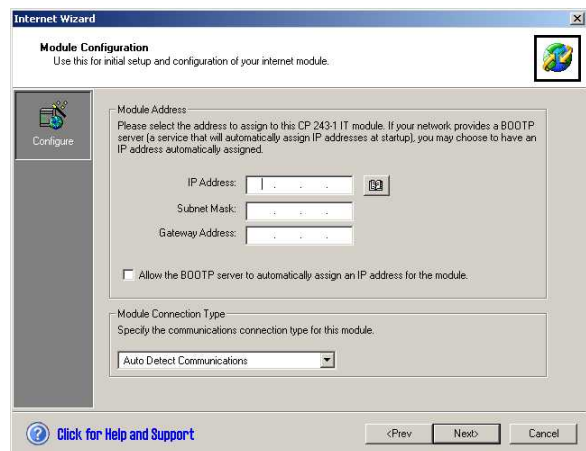 Internet Wizard
Module Configuration
Use this for initial setup and configuration of your internet module.
Configure
Module Address
Please select the address to assign to this CP 243-1 IT module. If your network provides a BOOTP
server (a service that will automatically assign IP addresses at startup), you may choose to have an
IP address automatically assigned.
IP Address:
Subnet Mask:
Gateway Address:
Allow the BOOTP server to automatically assign an IP address for the module.
Module Connection Type
Specify the communications connection type for this module.
Auto Detect Communications
Click for Help and Support
<Prev
Next>
Cancel